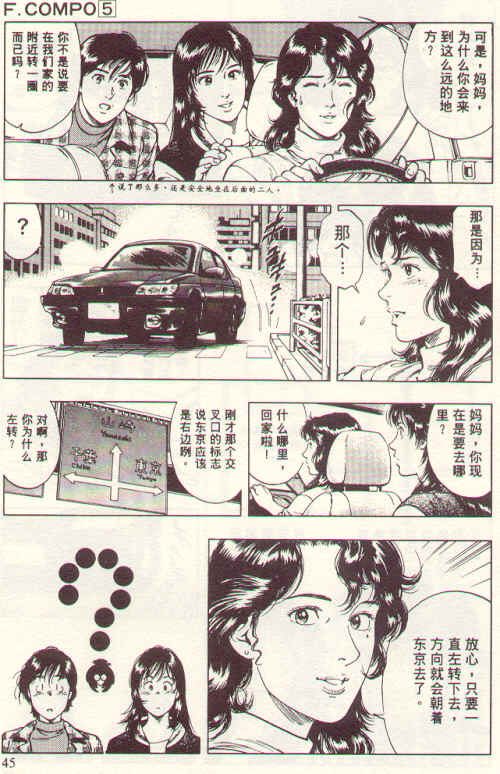 F.COMPO 5
可是，妈妈，
为什么你会来
到这么远的地
方？
你不是说要
在我们家的
附近转一圈
而已吗？
说了那么多，还是安全地坐在后面的二人。
那是因为…
那个…
？
妈妈，你现
在是要去哪
里？
什么哪里，
回家啦！
刚才那个交
叉口的标志
说东京应该
是右边咧。
千葉
Chiba
東京
Tokyo
对啊，那
你为什么
左转？
放心，只要一
直左转下去，
方向就会朝着
东京去了。
？
45